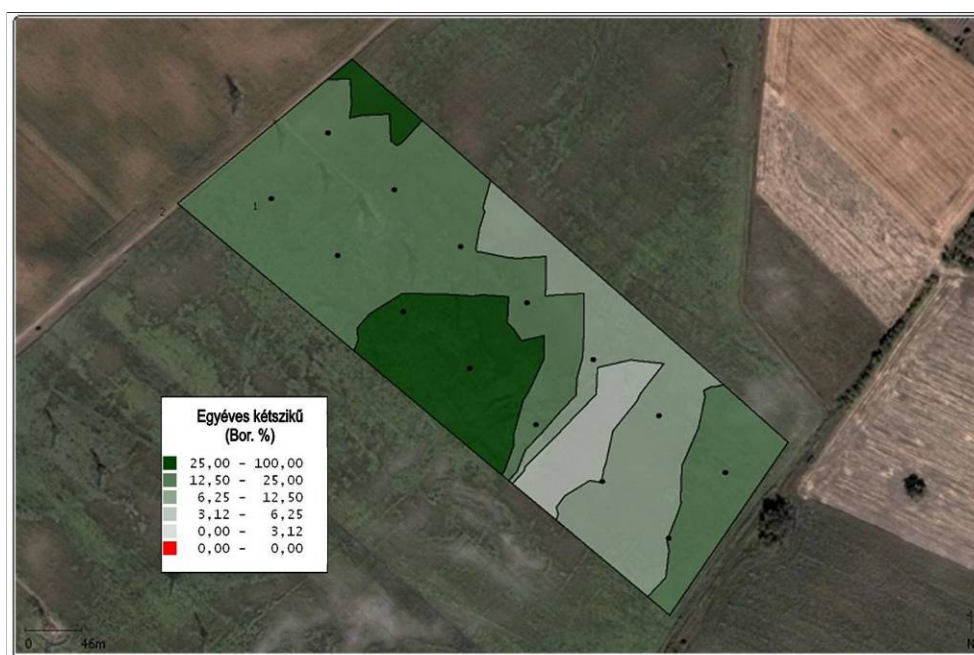 2
1
Egyéves kétszikű
(Bor. %)
25,00 - 100,00
12,50 - 25,00
6,25 - 12,50
3,12 - 6,25
0,00 - 3,12
0,00 - 0,00
0 46m
N